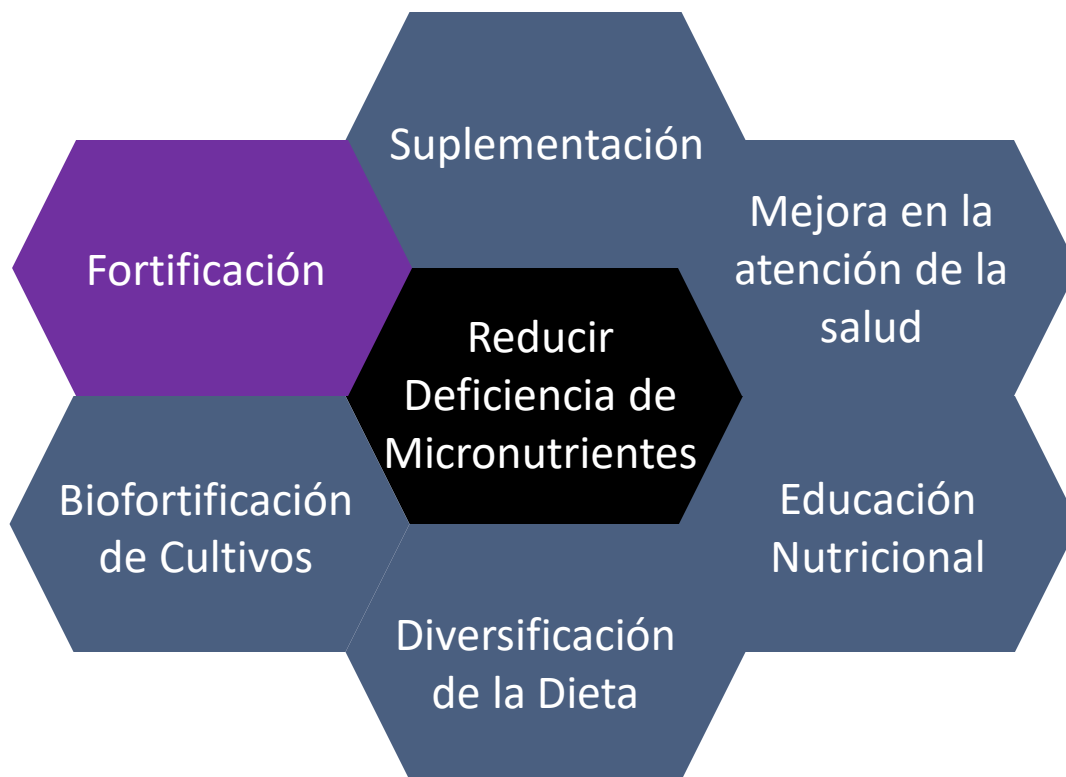 Suplementación
Mejora en la
atención de la
salud
Fortificación
Reducir
Deficiencia de
Micronutrientes
Biofortificación
de Cultivos
Educación
Nutricional
Diversificación
de la Dieta